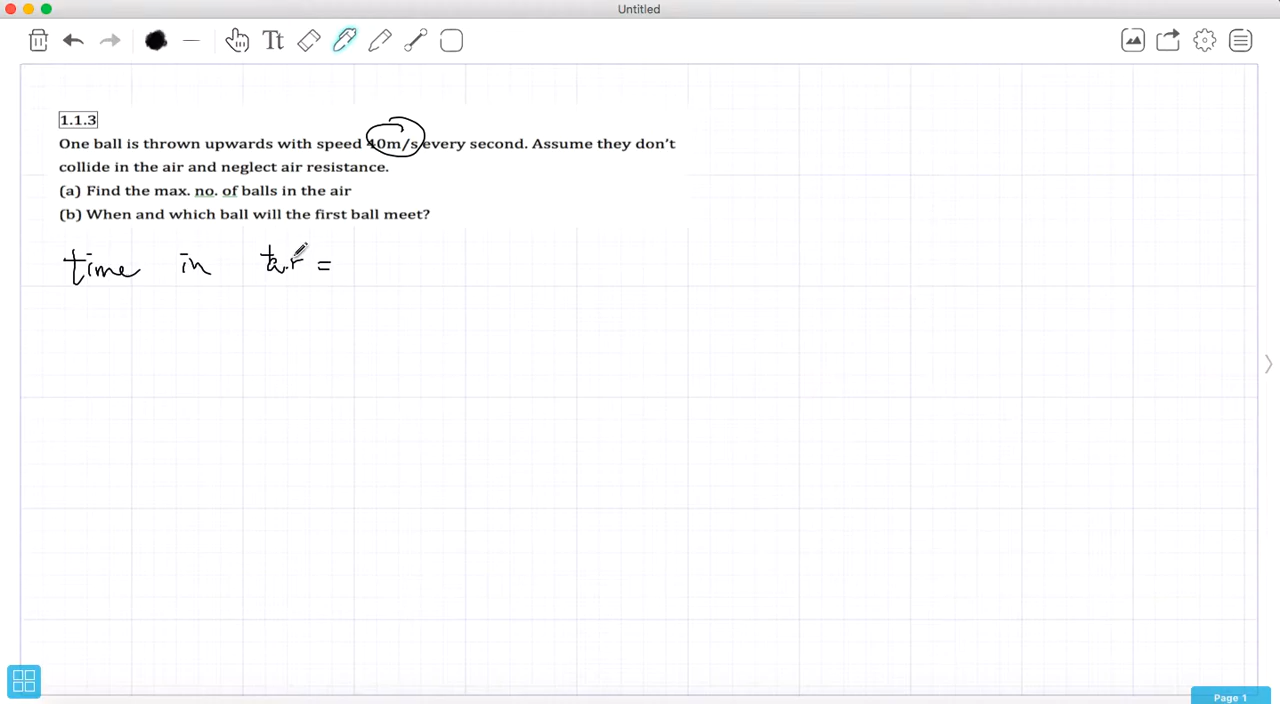 Untitled
Tt
1.1.3
One ball is thrown upwards with speed 40m/s every second. Assume they don't
collide in the air and neglect air resistance.
(a) Find the max. no. of balls in the air
(b) When and which ball will the first ball meet?
time in =
Page 1